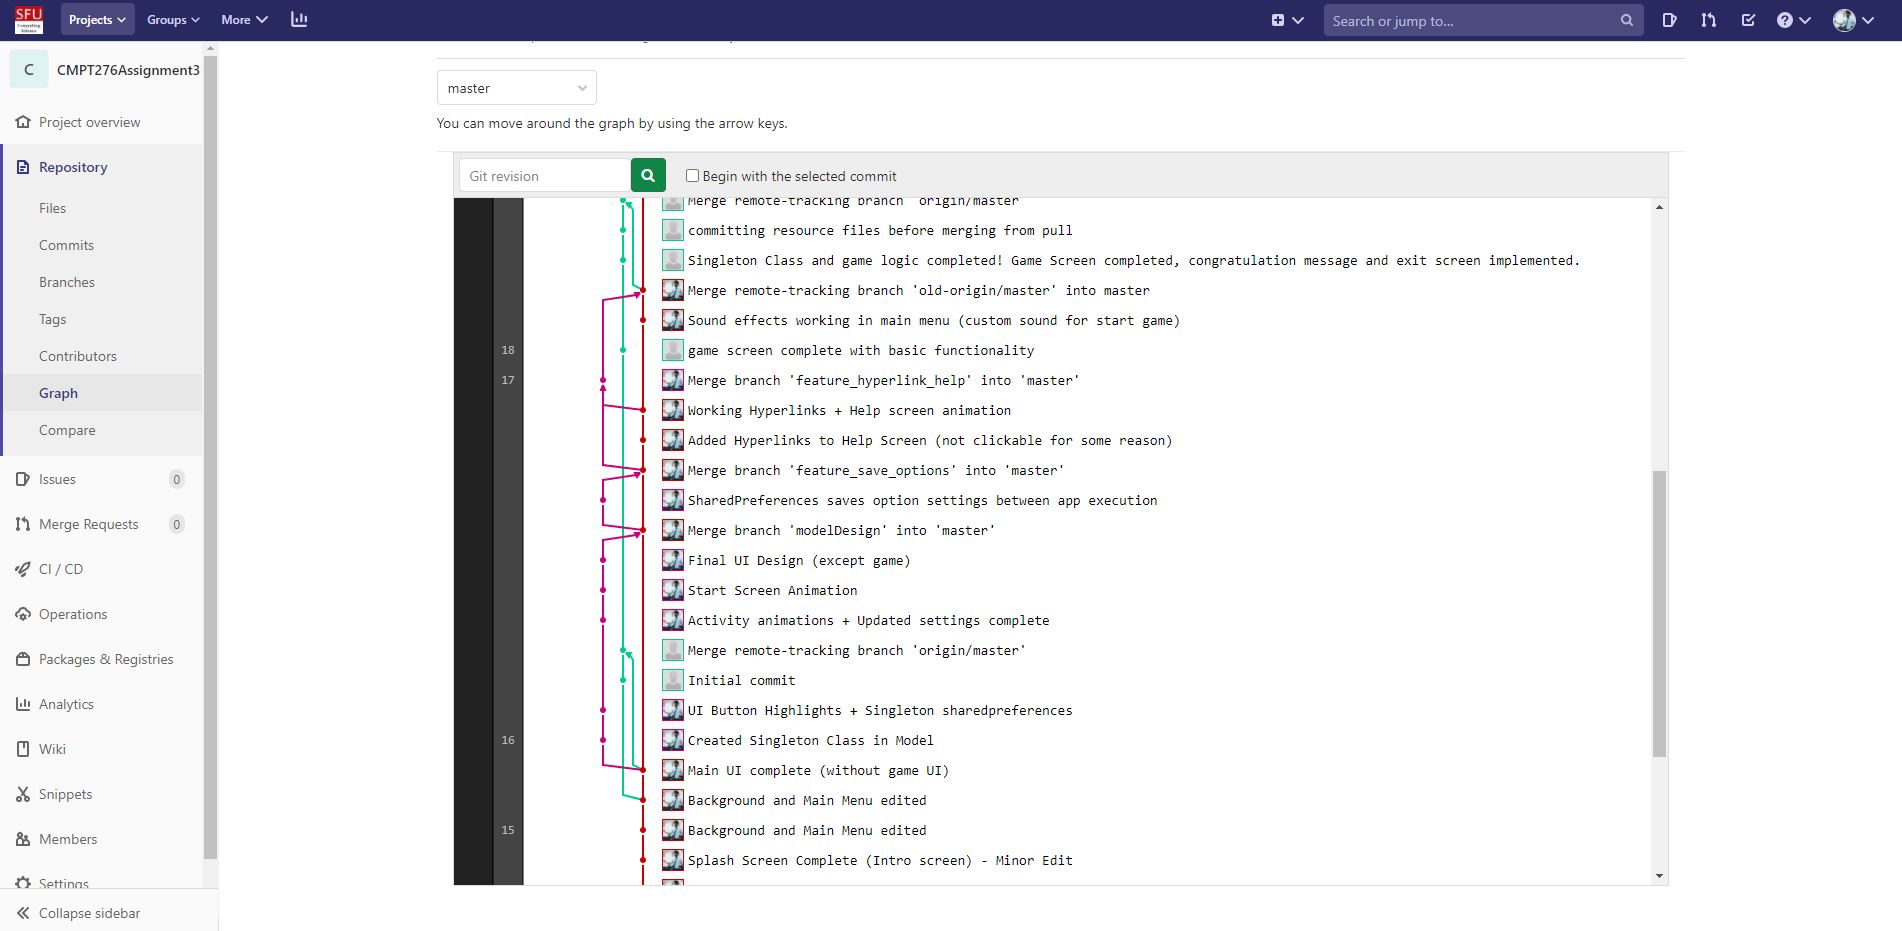 SFU
Computing
Science
Projects
Groups
More
Search or jump to...
C
CMPT276Assignment3
Project overview
Repository
Files
Commits
Branches
Tags
Contributors
Graph
Compare
Issues
0
Merge Requests
0
CI / CD
Operations
Packages & Registries
Analytics
Wiki
Snippets
Members
Settings
Collapse sidebar
master
You can move around the graph by using the arrow keys.
Git revision
Begin with the selected commit
Merge remote-tracking branch 'origin/master'
committing resource files before merging from pull
Singleton Class and game logic completed! Game Screen completed, congratulation message and exit screen implemented.
Merge remote-tracking branch 'old-origin/master' into master
Sound effects working in main menu (custom sound for start game)
18 game screen complete with basic functionality
17 Merge branch 'feature_hyperlink_help' into 'master'
Working Hyperlinks + Help screen animation
Added Hyperlinks to Help Screen (not clickable for some reason)
Merge branch 'feature_save_options' into 'master'
SharedPreferences saves option settings between app execution
Merge branch 'modelDesign' into 'master'
Final UI Design (except game)
Start Screen Animation
Activity animations + Updated settings complete
Merge remote-tracking branch 'origin/master'
Initial commit
UI Button Highlights + Singleton sharedpreferences
16 Created Singleton Class in Model
Main UI complete (without game UI)
Background and Main Menu edited
15 Background and Main Menu edited
Splash Screen Complete (Intro screen) - Minor Edit